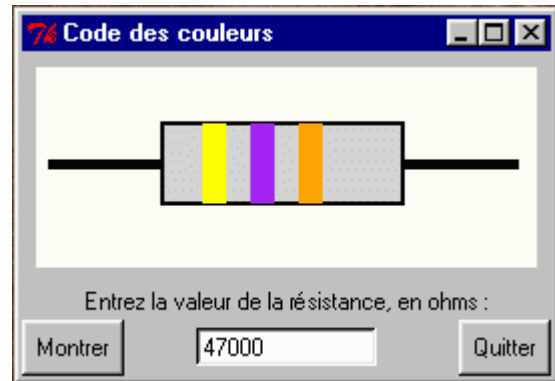 Code des couleurs
Entrez la valeur de la résistance, en ohms :
Montrer
47000
Quitter